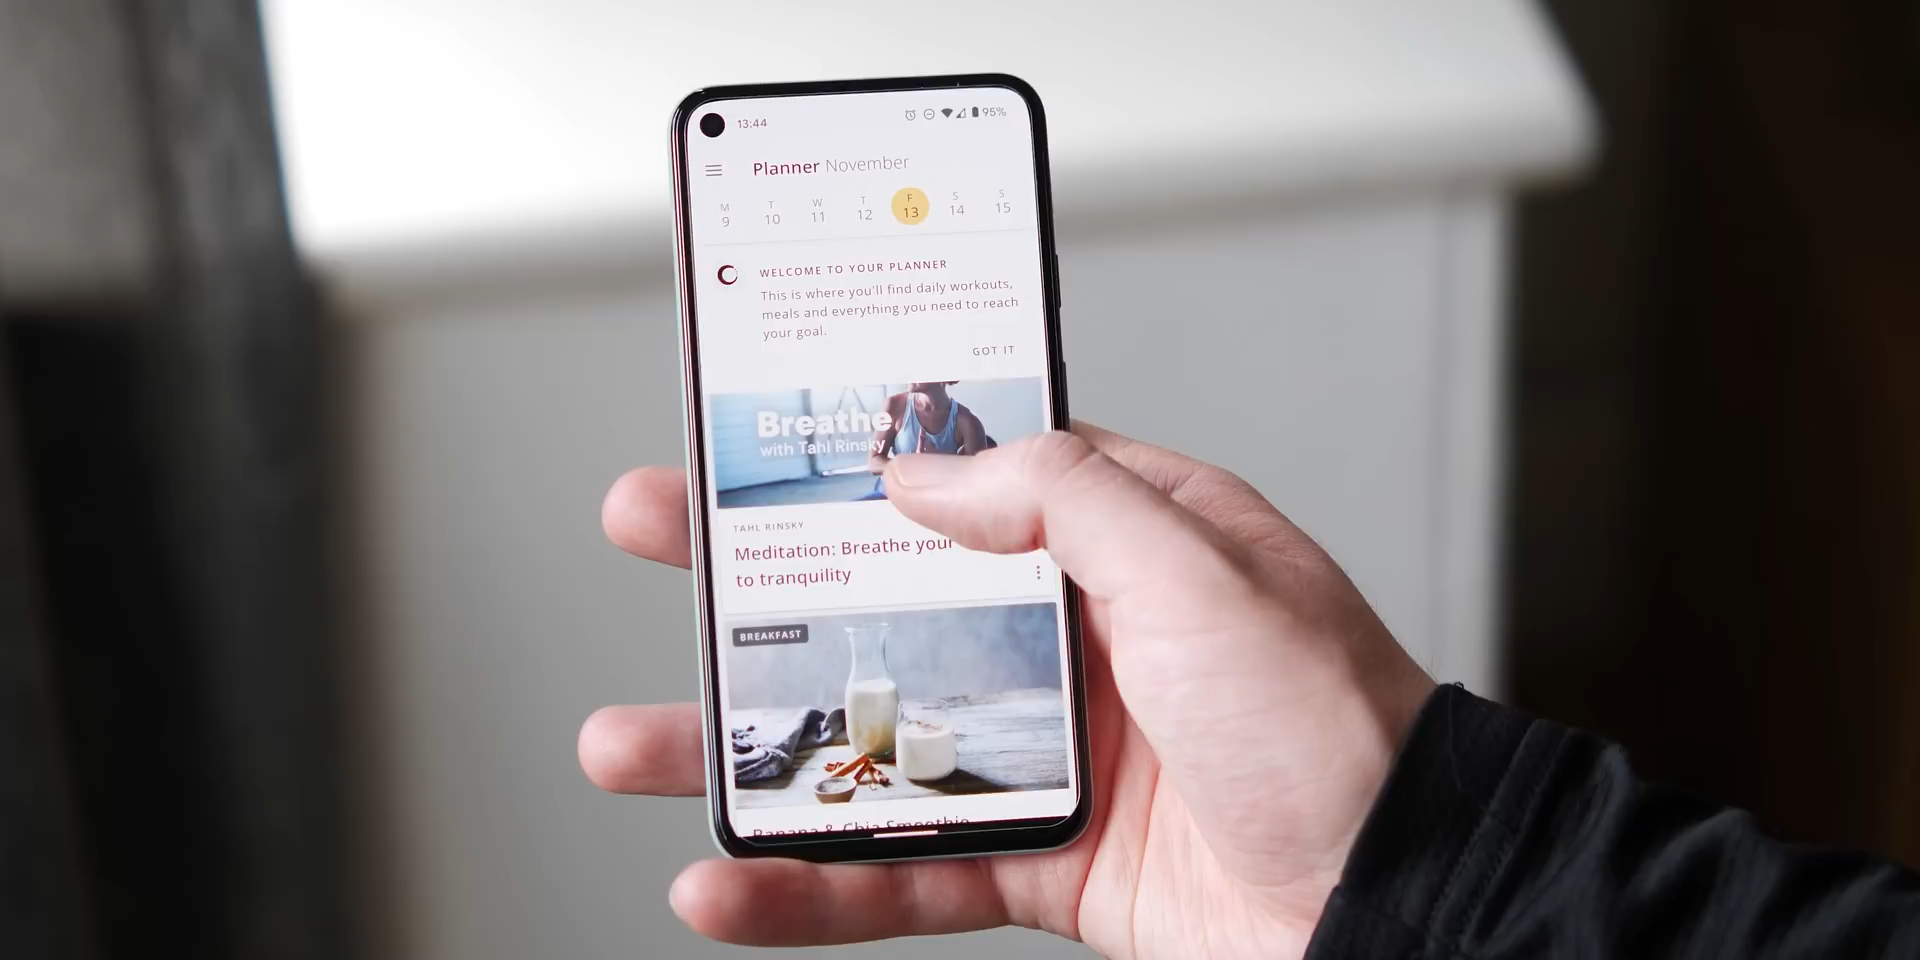 13:44 95%
Planner November
M T W T F S S
9 10 11 12 13 14 15
WELCOME TO YOUR PLANNER
This is where you'll find daily workouts,
meals and everything you need to reach
your goal.
GOT IT
Breathe
with Tahl Rinsky
TAHL RINSKY
Meditation: Breathe your
to tranquility
BREAKFAST
Banana & Chia Smoothie